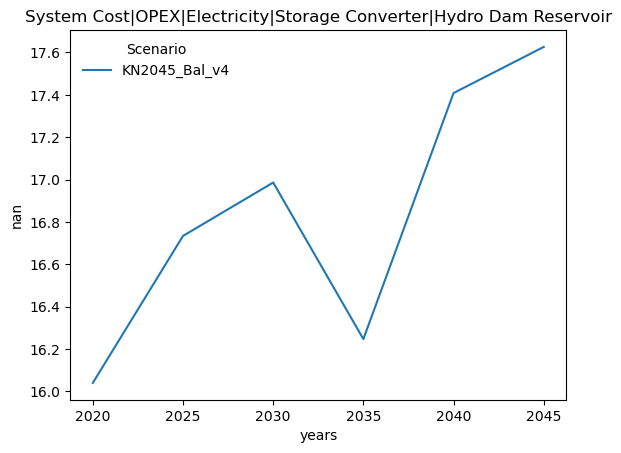 System Cost|OPEX|Electricity|Storage Converter|Hydro Dam Reservoir
Scenario
KN2045_Bal_v4
17.6
17.4
17.2
17.0
16.8
16.6
16.4
16.2
16.0
nan
2020 2025 2030 2035 2040 2045
years